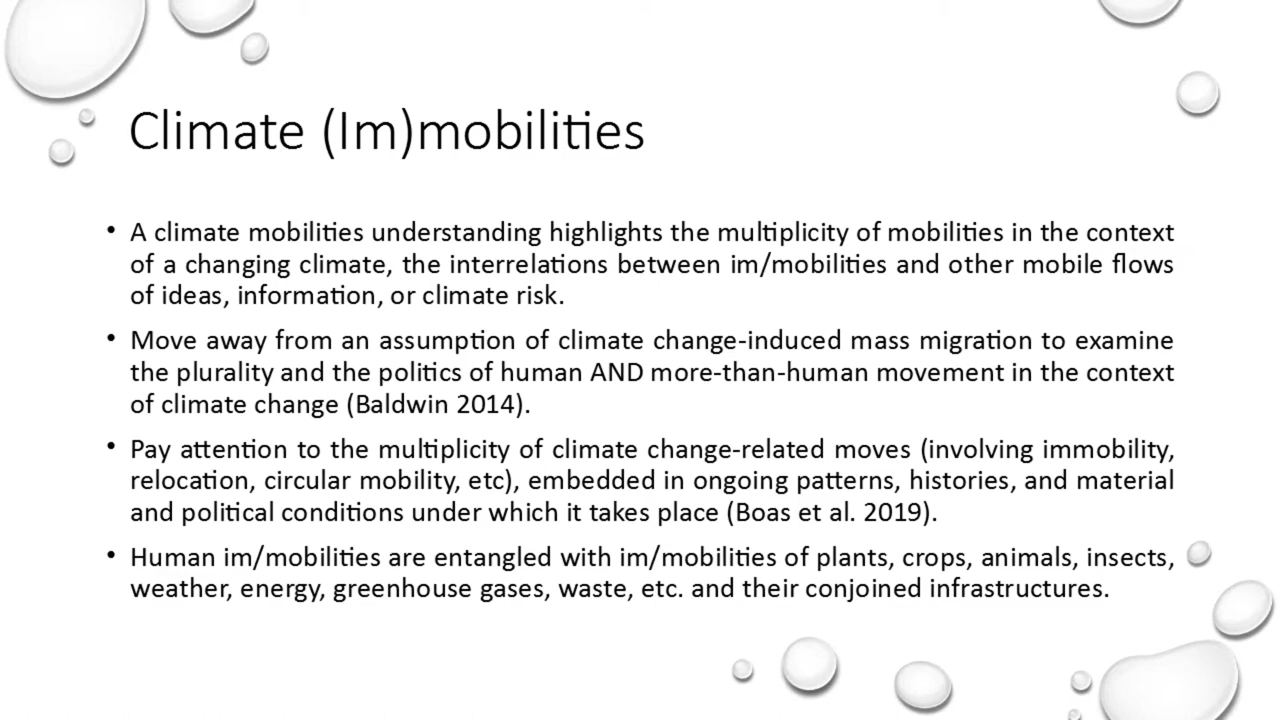 Climate (Im)mobilities
• A climate mobilities understanding highlights the multiplicity of mobilities in the context
of a changing climate, the interrelations between im/mobilities and other mobile flows
of ideas, information, or climate risk.
• Move away from an assumption of climate change-induced mass migration to examine
the plurality and the politics of human AND more-than-human movement in the context
of climate change (Baldwin 2014).
• Pay attention to the multiplicity of climate change-related moves (involving immobility,
relocation, circular mobility, etc), embedded in ongoing patterns, histories, and material
and political conditions under which it takes place (Boas et al. 2019).
• Human im/mobilities are entangled with im/mobilities of plants, crops, animals, insects,
weather, energy, greenhouse gases, waste, etc. and their conjoined infrastructures.